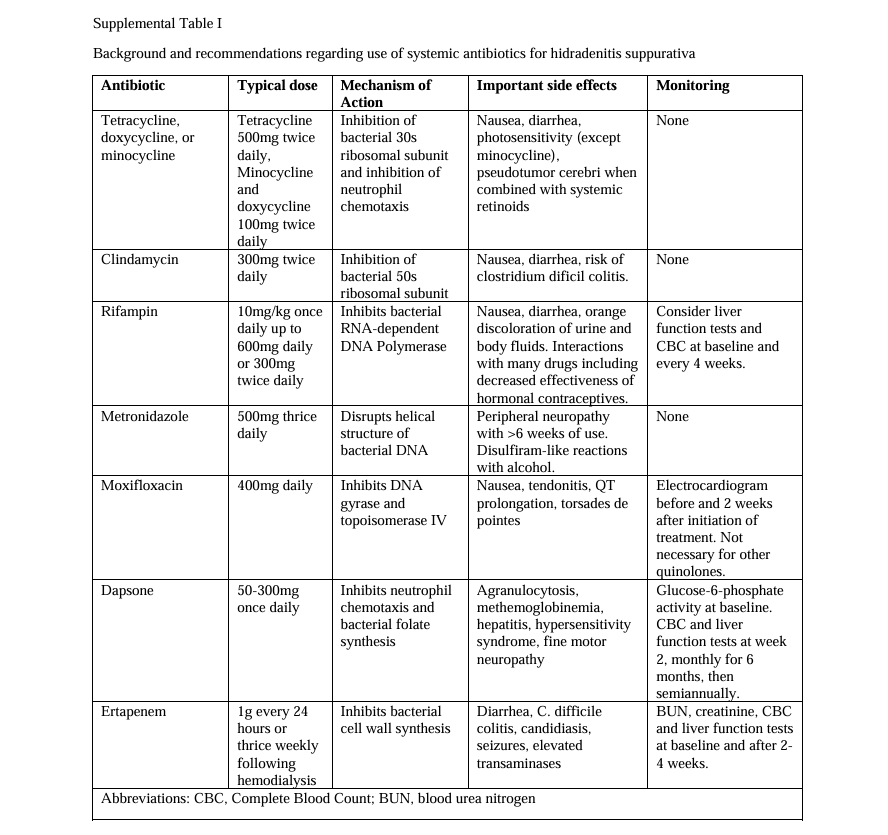 Supplemental Table I
Background and recommendations regarding use of systemic antibiotics for hidradenitis suppurativa
Antibiotic
Typical dose
Mechanism of
Action
Important side effects
Monitoring
Tetracycline,
doxycycline, or
minocycline
Tetracycline
500mg twice
daily,
Minocycline
and
doxycycline
100mg twice
daily
Inhibition of
bacterial 30s
ribosomal subunit
and inhibition of
neutrophil
chemotaxis
Nausea, diarrhea,
photosensitivity (except
minocycline),
pseudotumor cerebri when
combined with systemic
retinoids
None
Clindamycin
300mg twice
daily
Inhibition of
bacterial 50s
ribosomal subunit
Nausea, diarrhea, risk of
clostridium dificil colitis.
None
Rifampin
10mg/kg once
daily up to
600mg daily
or 300mg
twice daily
Inhibits bacterial
RNA-dependent
DNA Polymerase
Nausea, diarrhea, orange
discoloration of urine and
body fluids. Interactions
with many drugs including
decreased effectiveness of
hormonal contraceptives.
Consider liver
function tests and
CBC at baseline and
every 4 weeks.
Metronidazole
500mg thrice
daily
Disrupts helical
structure of
bacterial DNA
Peripheral neuropathy
with >6 weeks of use.
Disulfiram-like reactions
with alcohol.
None
Moxifloxacin
400mg daily
Inhibits DNA
gyrase and
topoisomerase IV
Nausea, tendonitis, QT
prolongation, torsades de
pointes
Electrocardiogram
before and 2 weeks
after initiation of
treatment. Not
necessary for other
quinolones.
Dapsone
50-300mg
once daily
Inhibits neutrophil
chemotaxis and
bacterial folate
synthesis
Agranulocytosis,
methemoglobinemia,
hepatitis, hypersensitivity
syndrome, fine motor
neuropathy
Glucose-6-phosphate
activity at baseline.
CBC and liver
function tests at week
2, monthly for 6
months, then
semiannually.
Ertapenem
1g every 24
hours or
thrice weekly
following
hemodialysis
Inhibits bacterial
cell wall synthesis
Diarrhea, C. difficile
colitis, candidiasis,
seizures, elevated
transaminases
BUN, creatinine, CBC
and liver function tests
at baseline and after 2-
4 weeks.
Abbreviations: CBC, Complete Blood Count; BUN, blood urea nitrogen